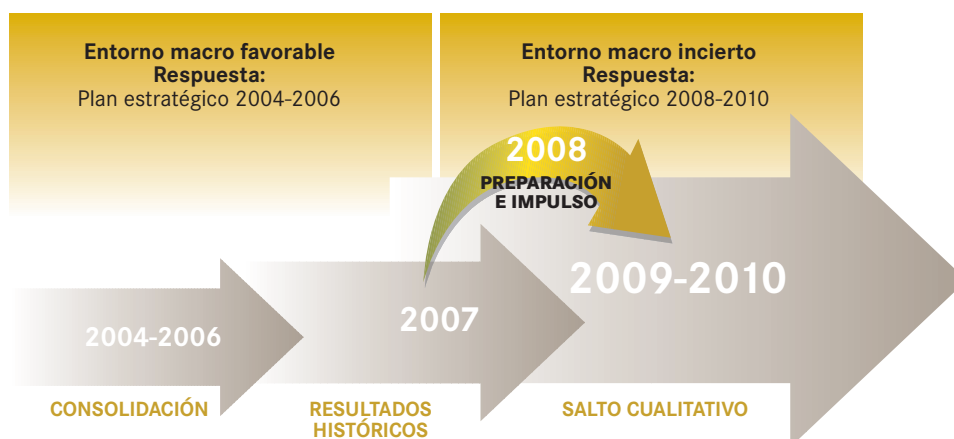 Entorno macro favorable
Respuesta:
Plan estratégico 2004-2006
Entorno macro incierto
Respuesta:
Plan estratégico 2008-2010
2008
PREPARACIÓN
E IMPULSO
2009-2010
2007
2004-2006
CONSOLIDACIÓN
RESULTADOS
HISTÓRICOS
SALTO CUALITATIVO